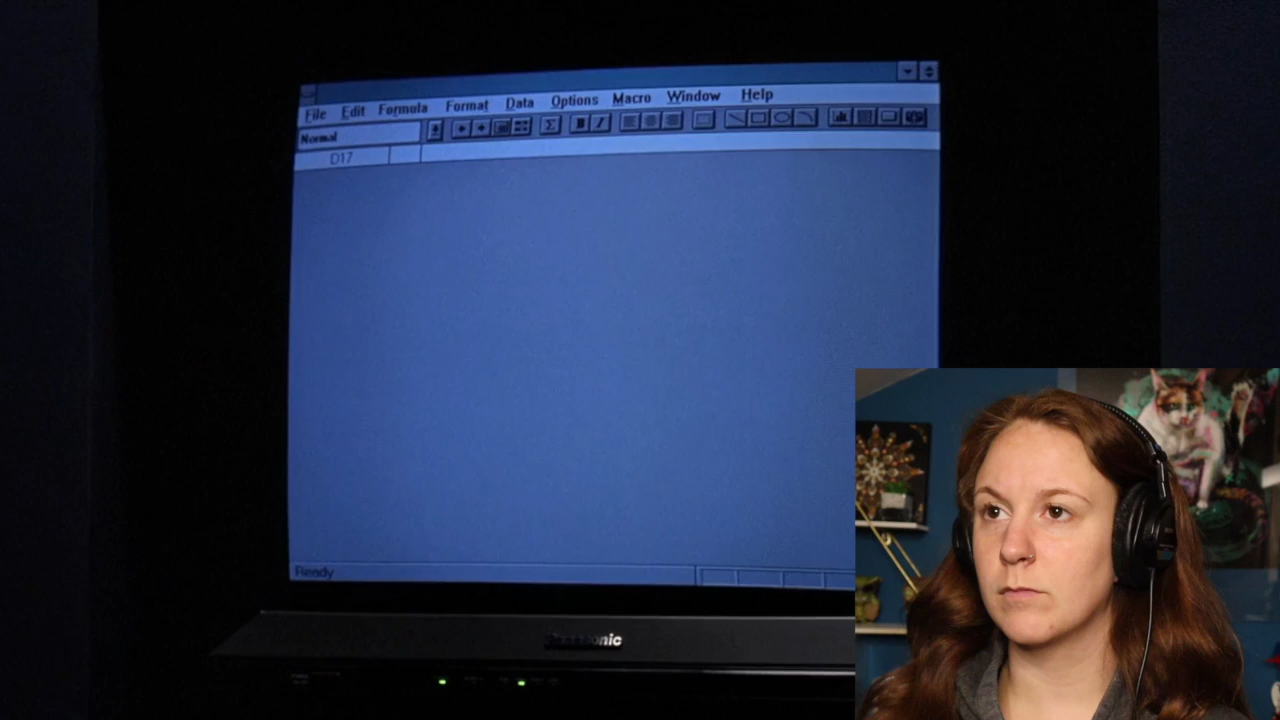 File Edit Formula Format Data Options Macro Window Help
Normal
Σ B I
D17
Ready
Panasonic